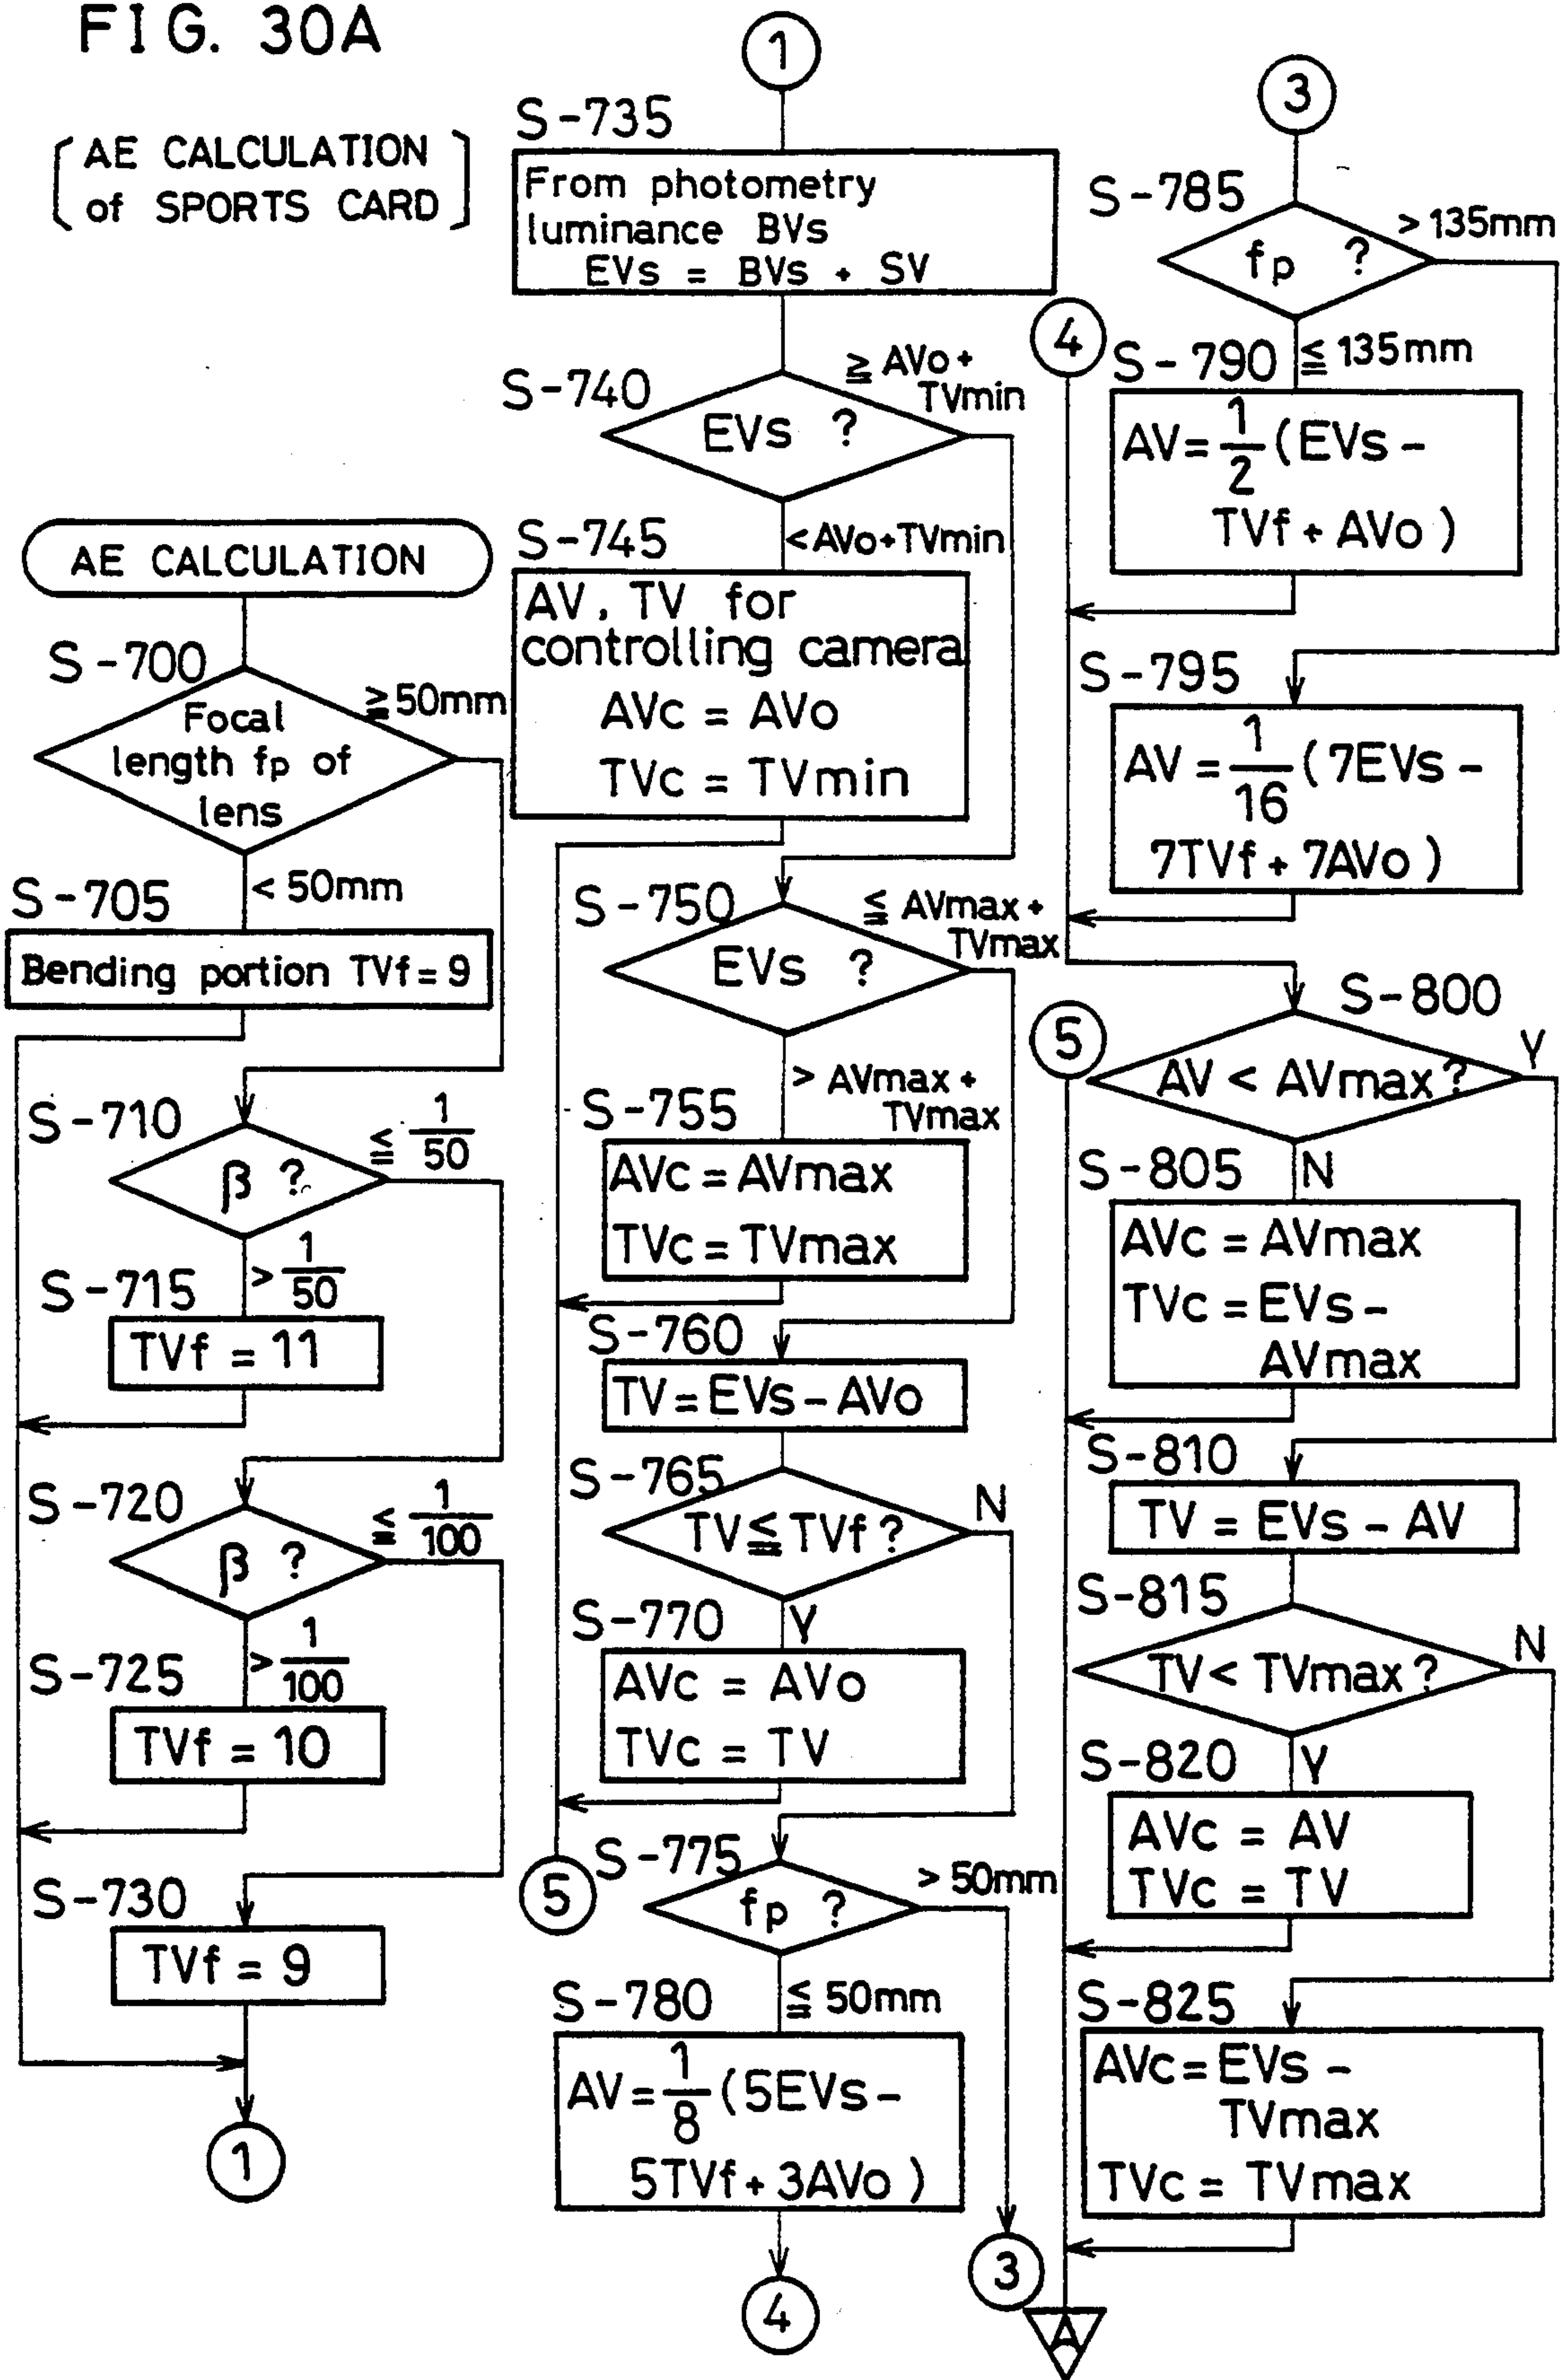 FIG. 30A
AE CALCULATION
of SPORTS CARD
AE CALCULATION
S-700
≧50mm
Focal
length fp of
lens
< 50mm
S-705
Bending portion TVf = 9
S-710
≦ 1/50
β ?
> 1/50
S-715
TVf = 11
S-720
≦ 1/100
β ?
> 1/100
S-725
TVf = 10
S-730
TVf = 9
1
1
S-735
From photometry
luminance BVs
EVs = BVs + SV
S-740
≧ AVo +
TVmin
EVs ?
< AVo+TVmin
S-745
AV, TV for
controlling camera
AVc = AVo
TVc = TVmin
S-750
≦ AVmax +
TVmax
EVs ?
> AVmax +
TVmax
S-755
AVc = AVmax
TVc = TVmax
S-760
TV = EVs - AVo
S-765
N
TV ≦ TVf ?
Y
S-770
AVc = AVo
TVc = TV
5
S-775
> 50mm
fp ?
≦ 50mm
S-780
AV = 1/8 (5EVs -
5TVf + 3AVo )
4
3
3
S-785
> 135mm
fp ?
4
S-790
≦ 135mm
AV = 1/2 (EVs -
TVf + AVo )
S-795
AV = 1/16 ( 7EVs -
7TVf + 7AVo )
S-800
5
Y
AV < AVmax ?
N
S-805
AVc = AVmax
TVc = EVs -
AVmax
S-810
TV = EVs - AV
S-815
N
TV < TVmax ?
Y
S-820
AVc = AV
TVc = TV
S-825
AVc = EVs -
TVmax
TVc = TVmax
A